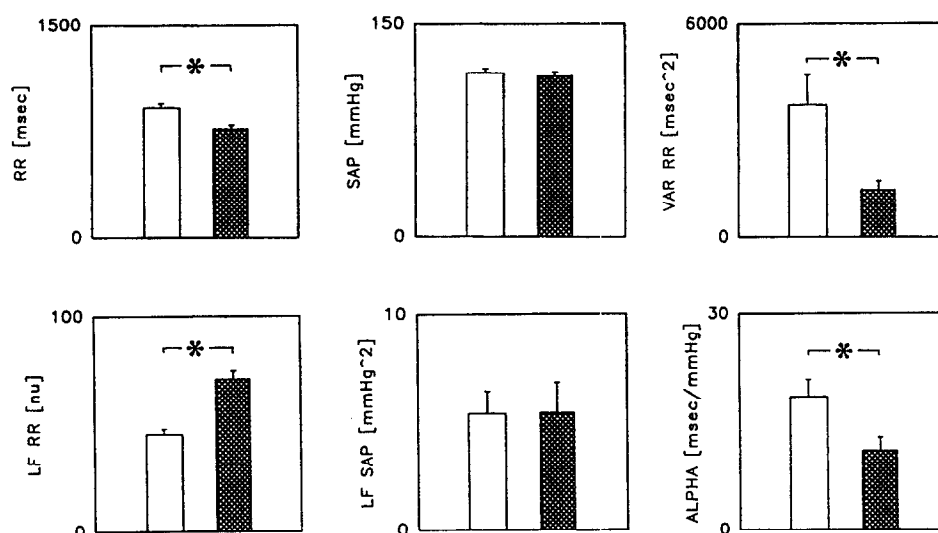 1500
RR [msec]
*
0
150
SAP [mmHg]
0
6000
VAR RR [msec^2]
*
0
100
LF RR [nu]
*
0
10
LF SAP [mmHg^2]
0
30
ALPHA [msec/mmHg]
*
0